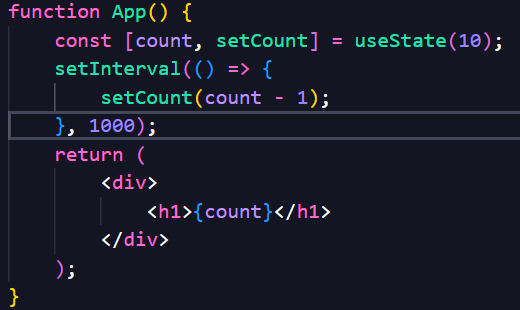 function App() {
    const [count, setCount] = useState(10);
    setInterval(() => {
        setCount(count - 1);
    }, 1000);
    return (
        <div>
            <h1>{count}</h1>
        </div>
    );
}